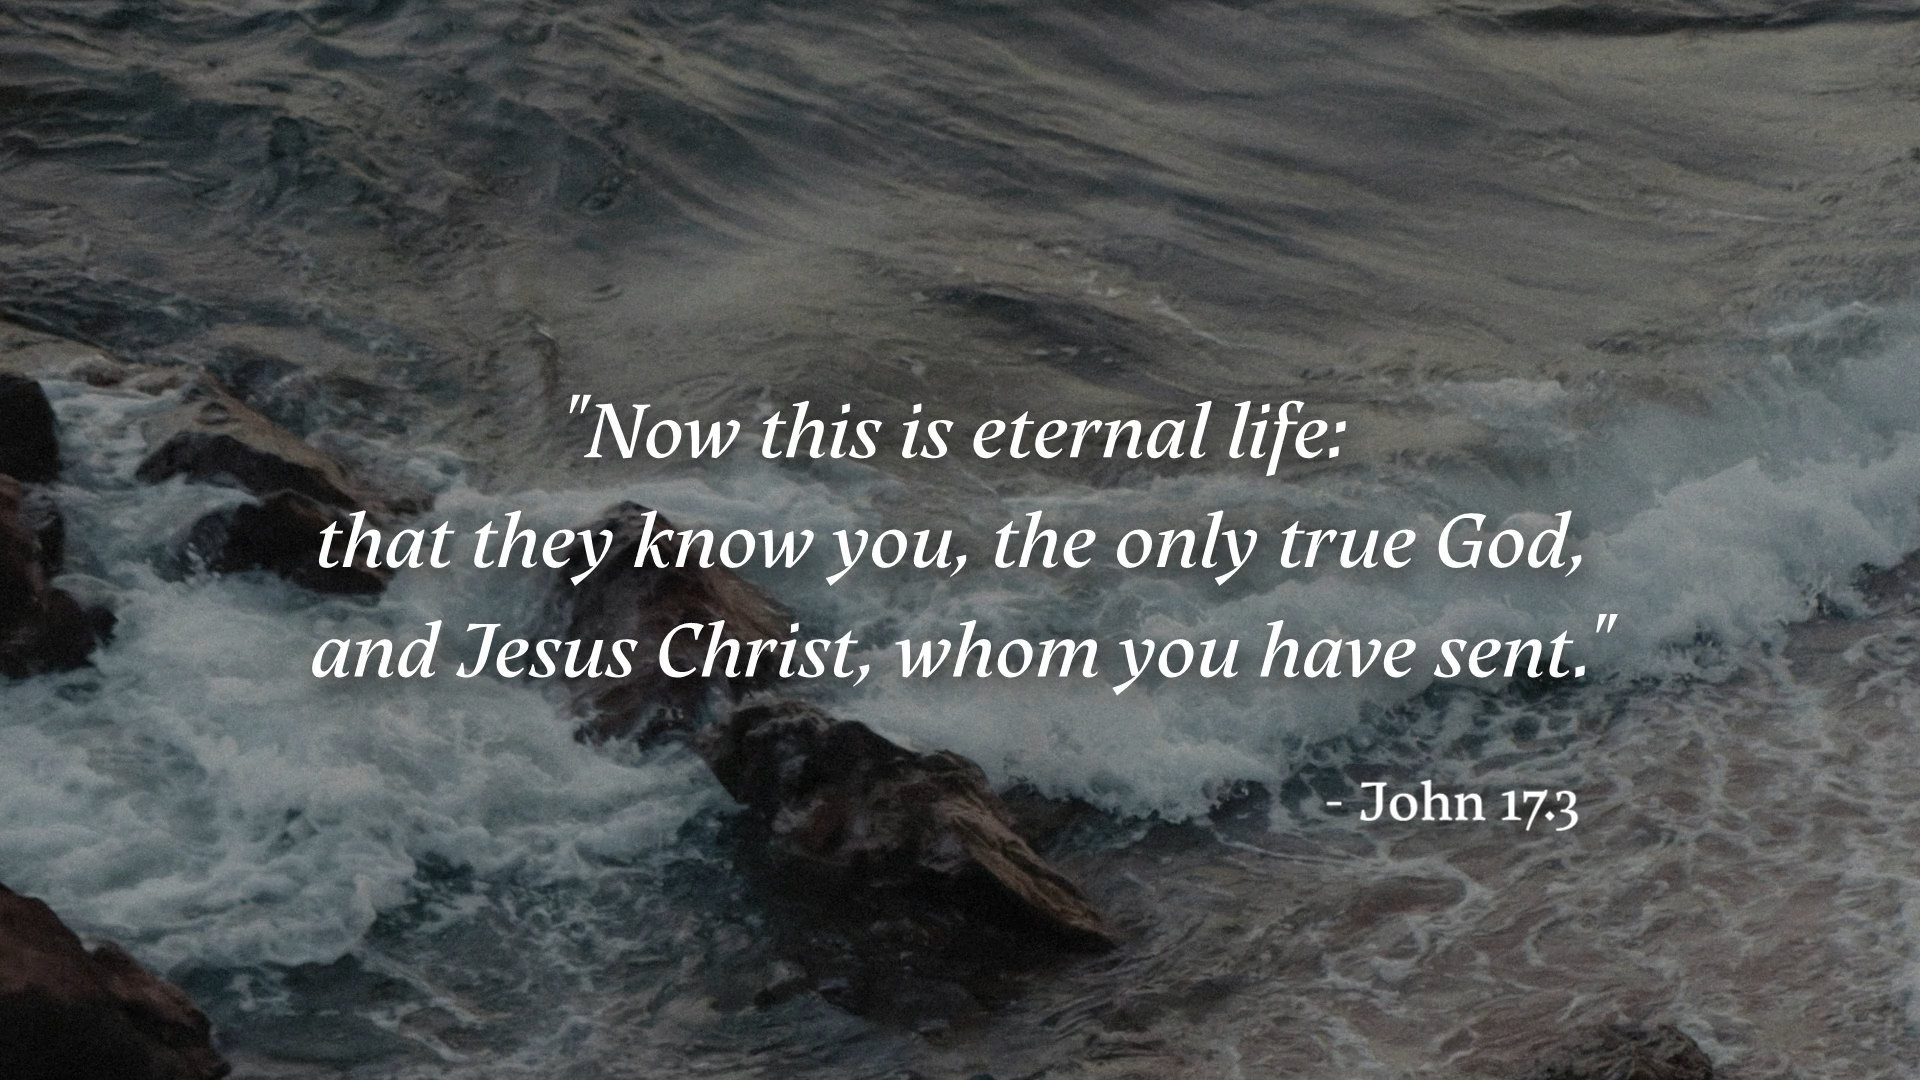 "Now this is eternal life:
that they know you, the only true God,
and Jesus Christ, whom you have sent."
- John 17.3